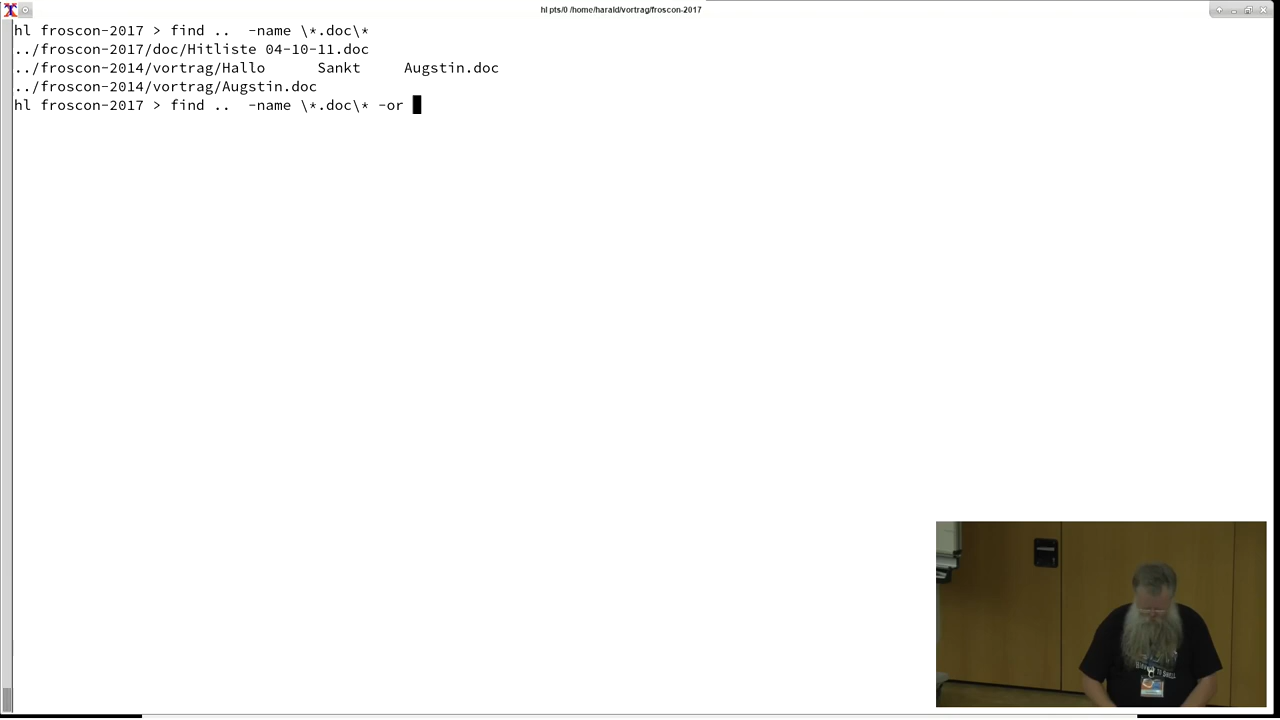 hl pts/0 /home/harald/vortrag/froscon-2017
hl froscon-2017 > find ..  -name \*.doc\*
../froscon-2017/doc/Hitliste 04-10-11.doc
../froscon-2014/vortrag/Hallo      Sankt     Augstin.doc
../froscon-2014/vortrag/Augstin.doc
hl froscon-2017 > find ..  -name \*.doc\* -or